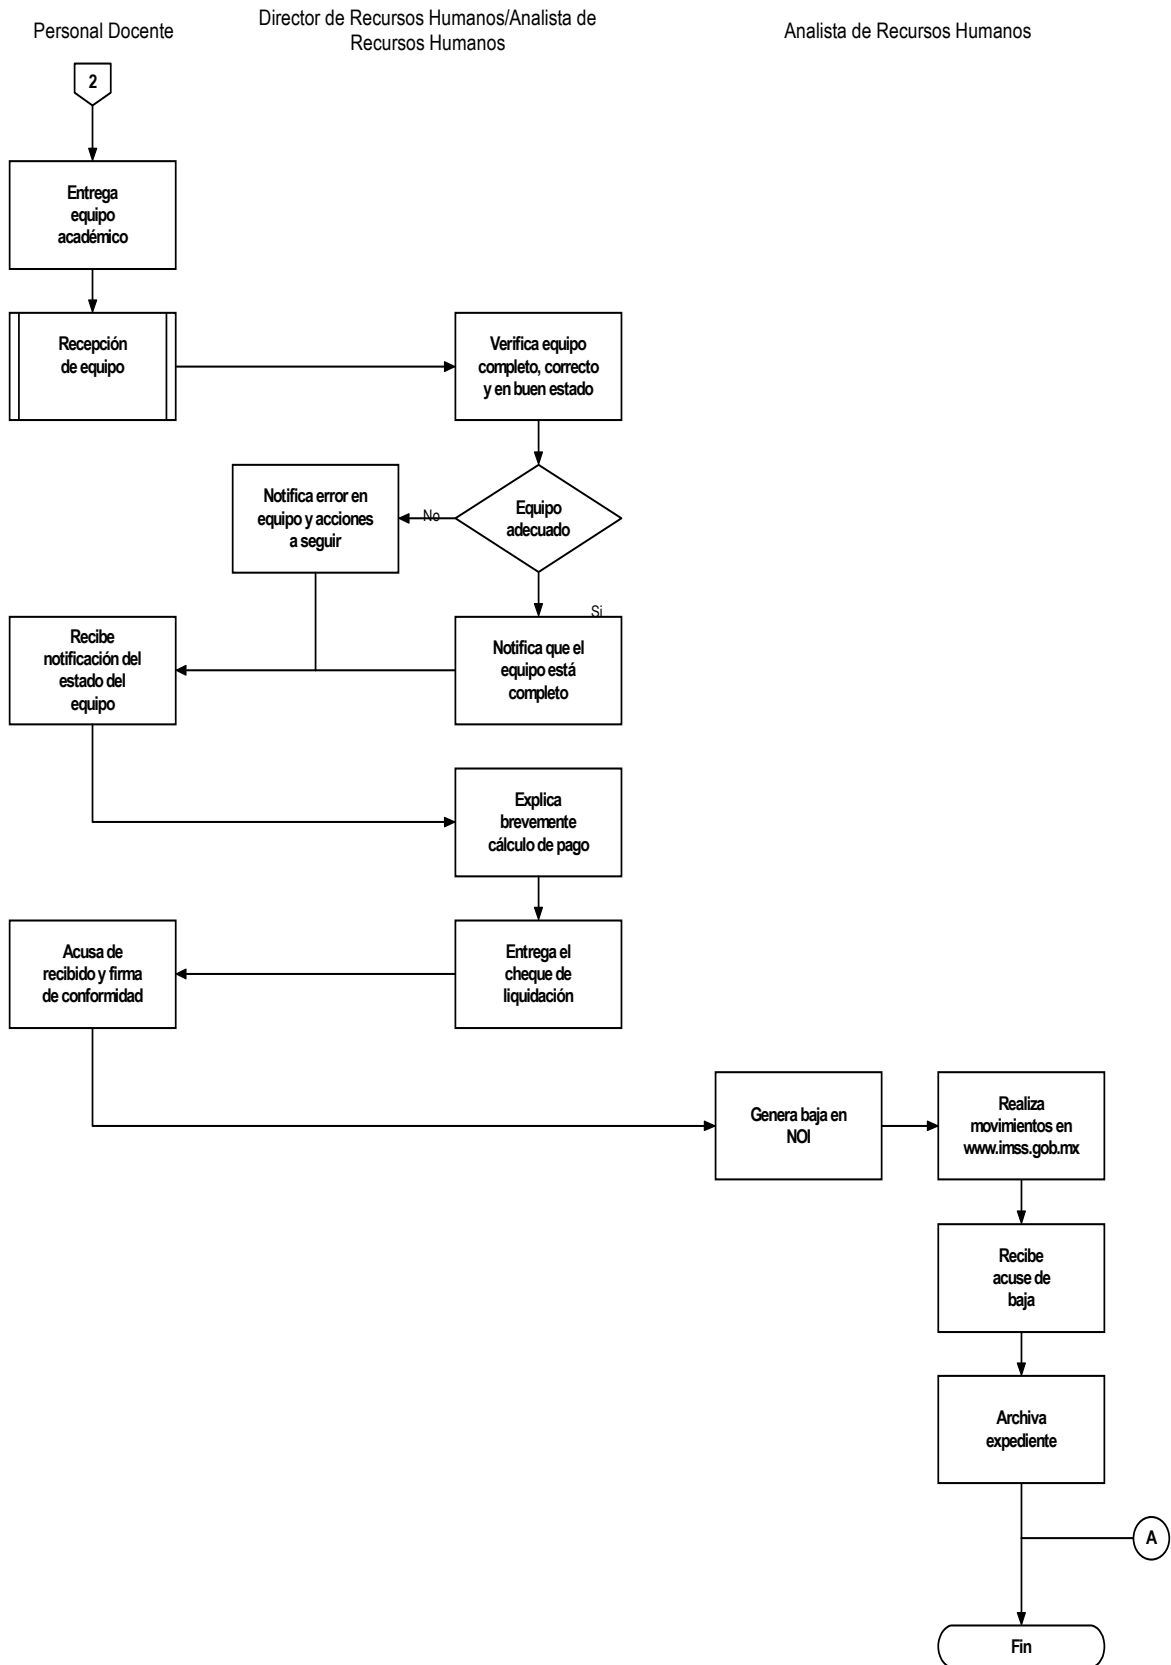 Personal Docente
Director de Recursos Humanos/Analista de
Recursos Humanos
Analista de Recursos Humanos
2
Entrega
equipo
académico
Recepción
de equipo
Verifica equipo
completo, correcto
y en buen estado
Notifica error en
equipo y acciones
a seguir
No
Equipo
adecuado
Si
Recibe
notificación del
estado del
equipo
Notifica que el
equipo está
completo
Explica
brevemente
cálculo de pago
Acusa de
recibido y firma
de conformidad
Entrega el
cheque de
liquidación
Genera baja en
NOI
Realiza
movimientos en
www.imss.gob.mx
Recibe
acuse de
baja
Archiva
expediente
A
Fin